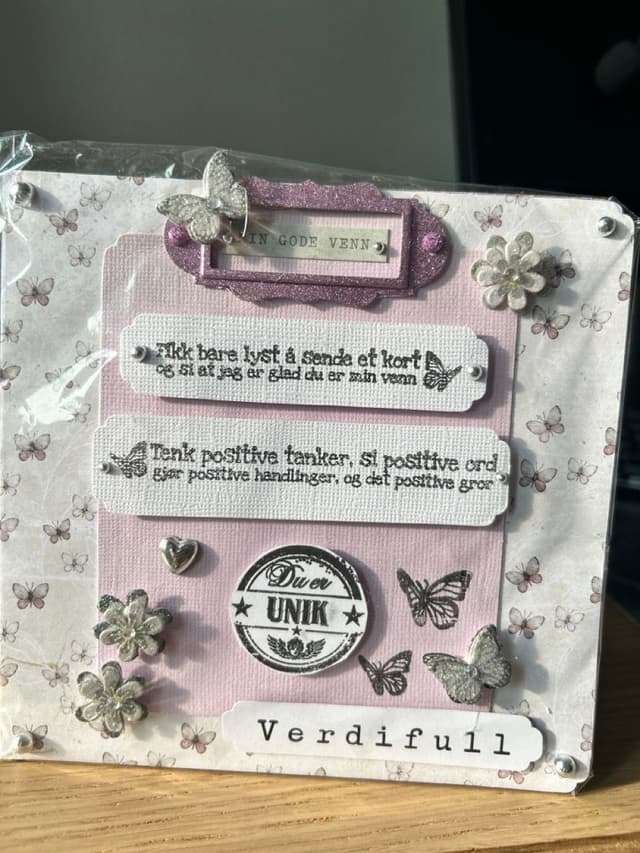 IN GODE VENN
Fikk bare lyst å sende et kort
og si at jeg er glad du er min venn
Tenk positive tanker, si positive ord
gjør positive handlinger, og det positive gror
Du er
UNIK
Verdifull